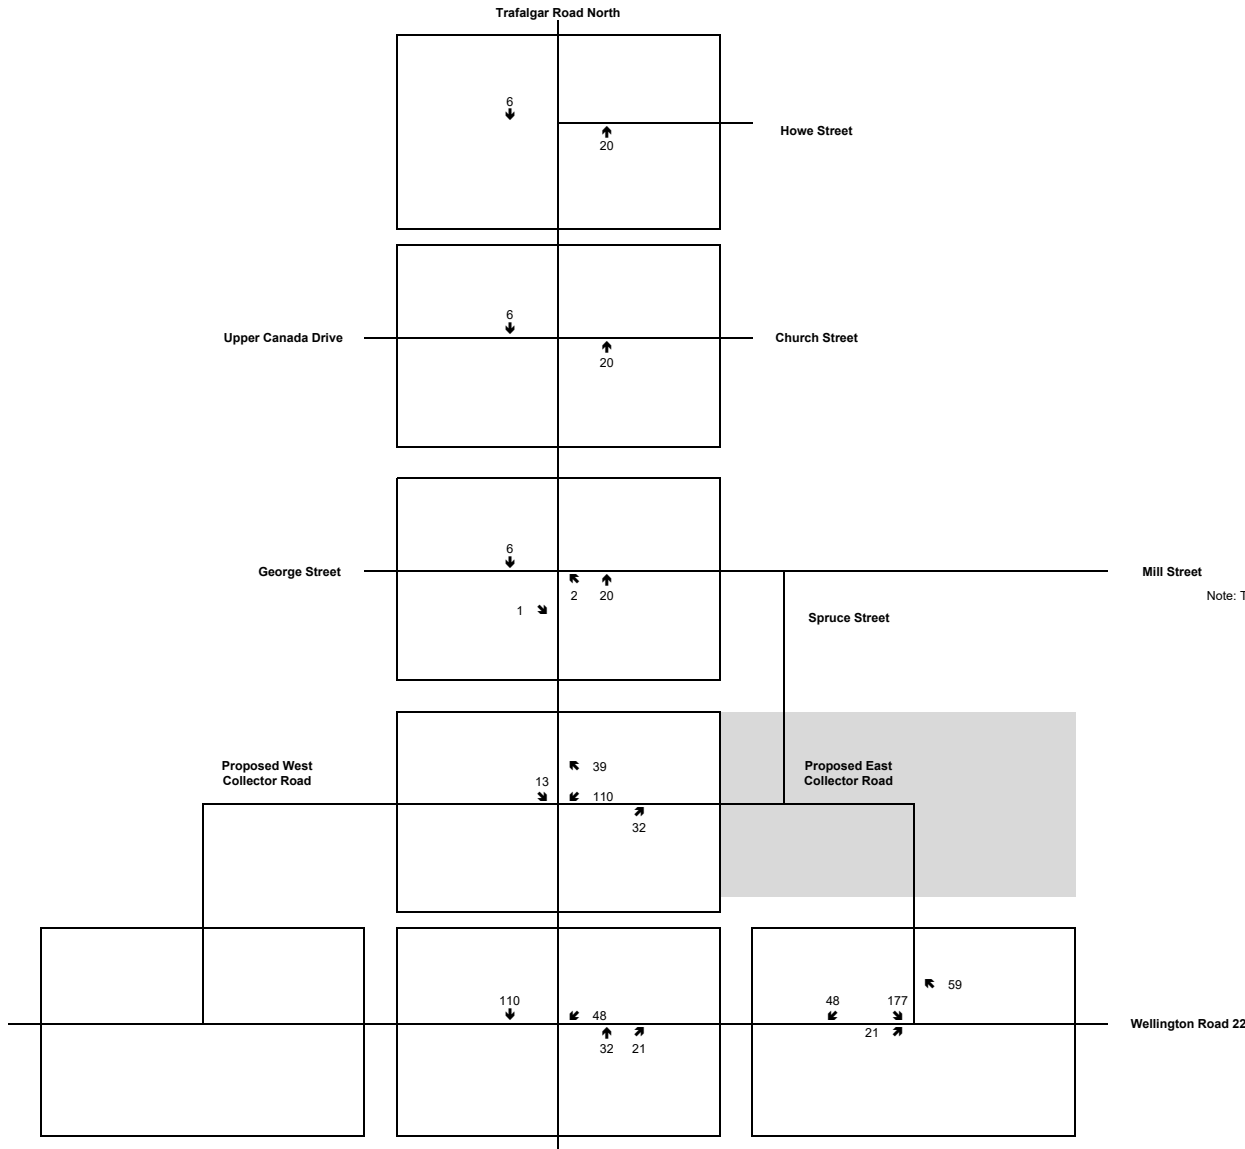 Trafalgar Road North
6
Howe Street
20
6
Upper Canada Drive
Church Street
20
6
George Street
Mill Street
2 20
Note: T
1
Spruce Street
Proposed West
Collector Road
39
Proposed East
Collector Road
13
110
32
59
110
48 177
48
Wellington Road 22
21
32 21